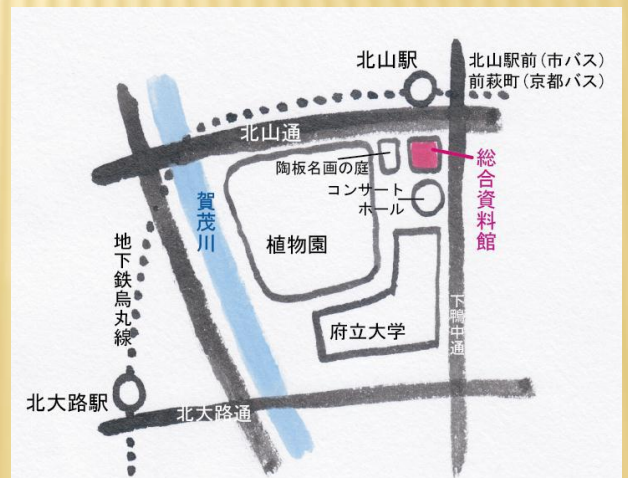 北山駅
北山駅前(市バス)
前萩町(京都バス)
北山通
陶板名画の庭
コンサート
ホール
総合資料館
賀茂川
植物園
地下鉄烏丸線
府立大学
下鴨中通
北大路駅
北大路通